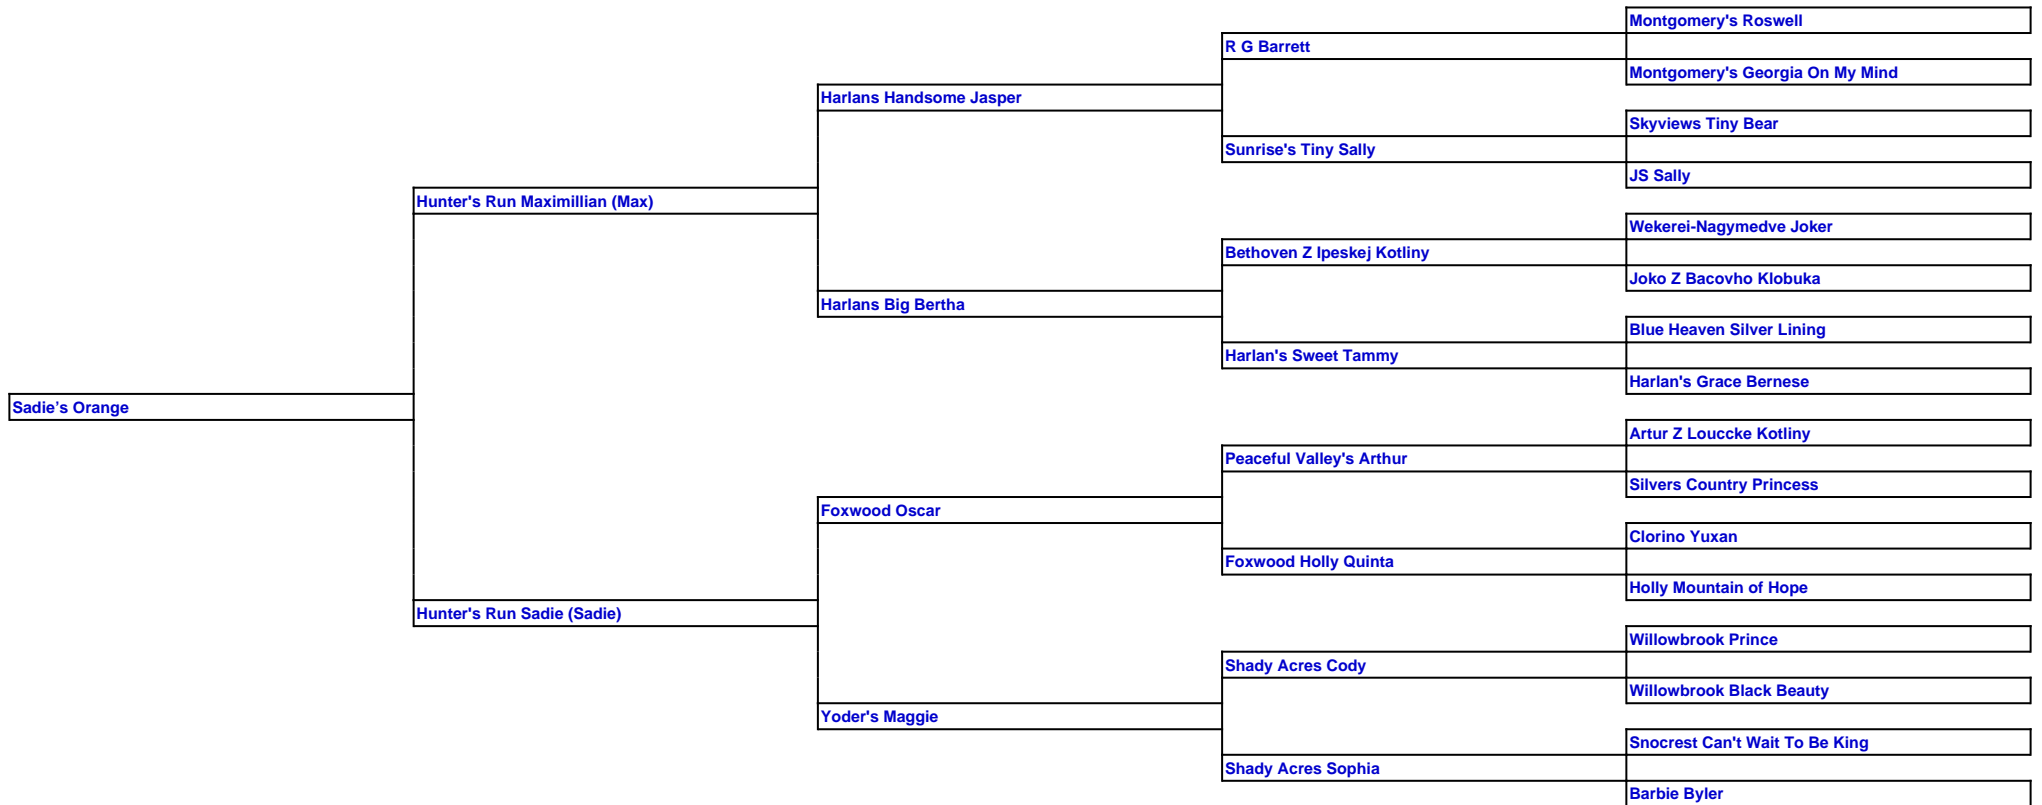 Montgomery's Roswell
R G Barrett
Montgomery's Georgia On My Mind
Harlans Handsome Jasper
Skyviews Tiny Bear
Sunrise's Tiny Sally
JS Sally
Hunter's Run Maximillian (Max)
Wekerei-Nagymedve Joker
Bethoven Z Ipeskej Kotliny
Joko Z Bacovho Klobuka
Harlans Big Bertha
Blue Heaven Silver Lining
Harlan's Sweet Tammy
Harlan's Grace Bernese
Sadie’s Orange
Artur Z Louccke Kotliny
Peaceful Valley's Arthur
Silvers Country Princess
Foxwood Oscar
Clorino Yuxan
Foxwood Holly Quinta
Holly Mountain of Hope
Hunter's Run Sadie (Sadie)
Willowbrook Prince
Shady Acres Cody
Willowbrook Black Beauty
Yoder's Maggie
Snocrest Can't Wait To Be King
Shady Acres Sophia
Barbie Byler